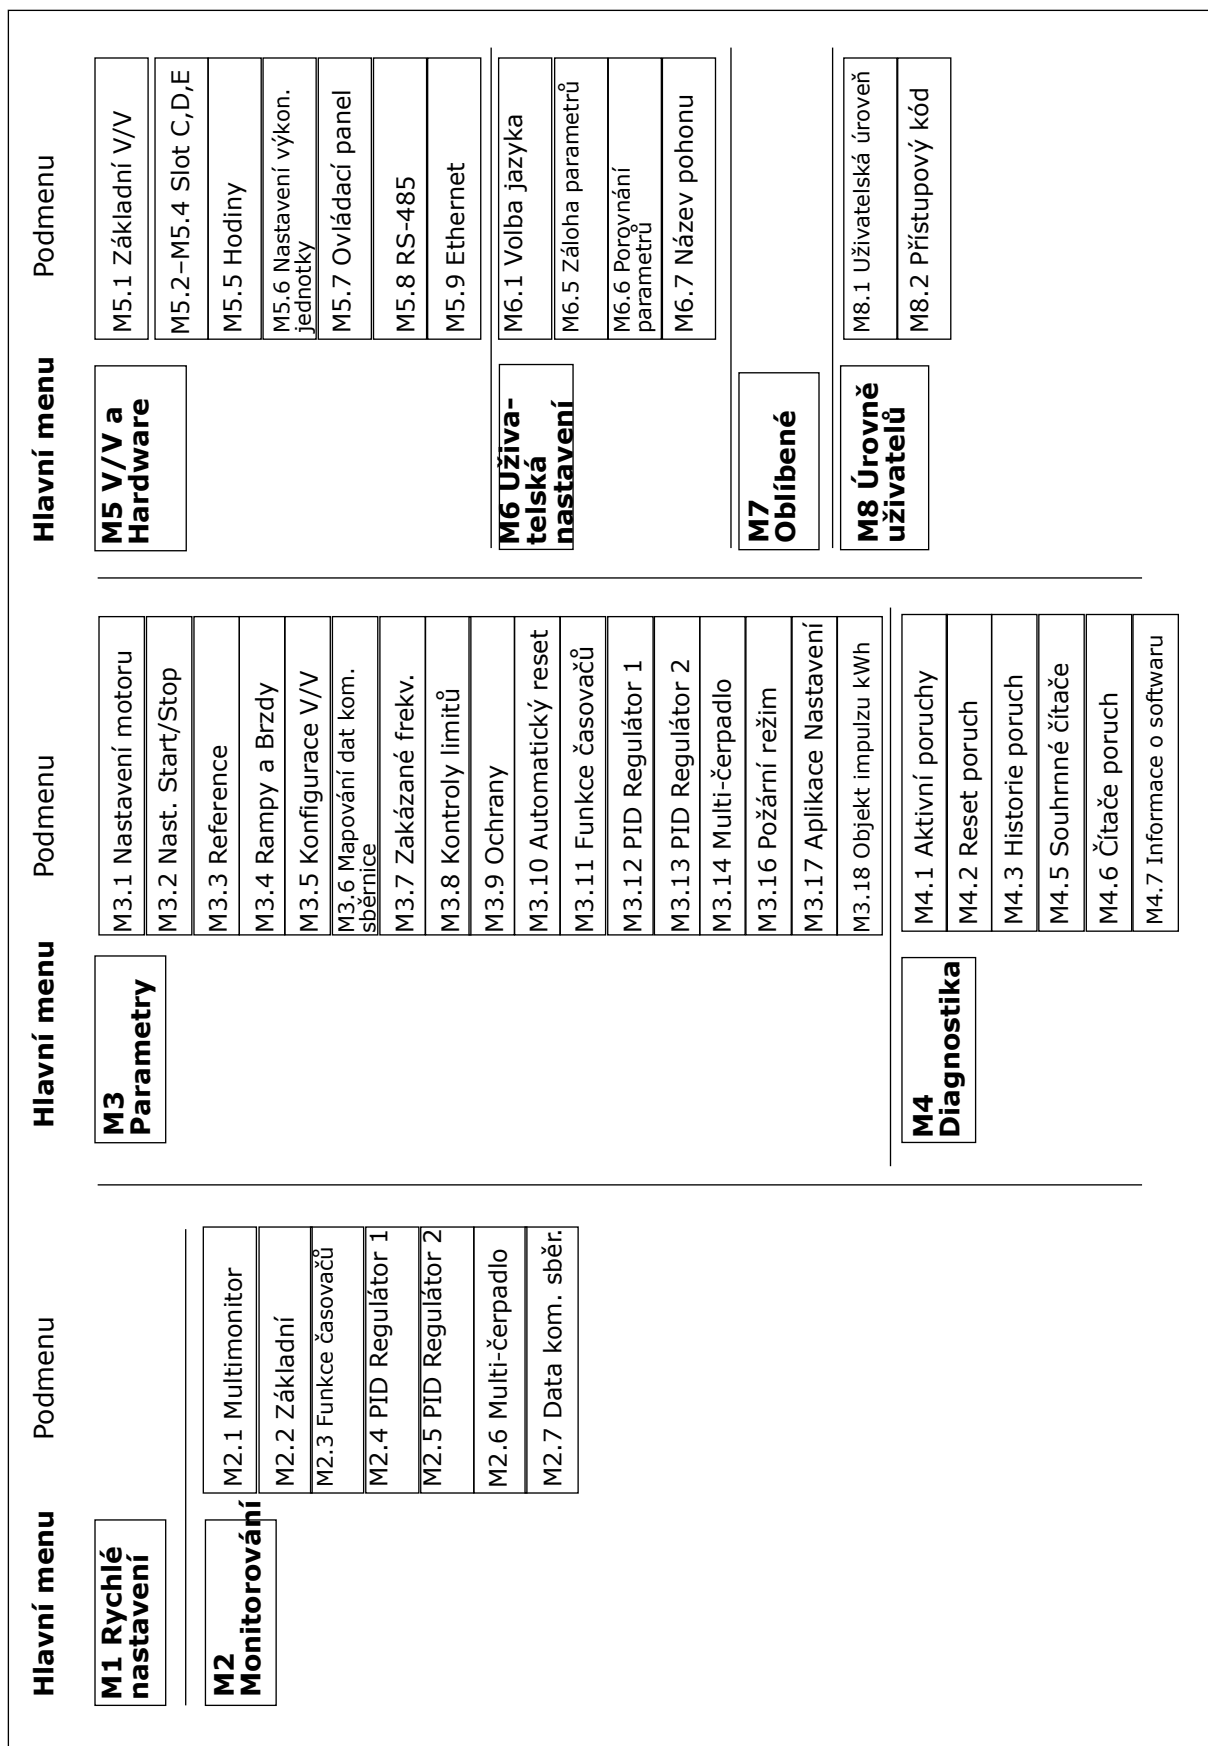 Hlavní menu
Podmenu
M1 Rychlé
nastavení
M2
Monitorování
M2.1 Multimonitor
M2.2 Základní
M2.3 Funkce časovačů
M2.4 PID Regulátor 1
M2.5 PID Regulátor 2
M2.6 Multi-čerpadlo
M2.7 Data kom. sběr.
Hlavní menu
Podmenu
M3
Parametry
M3.1 Nastavení motoru
M3.2 Nast. Start/Stop
M3.3 Reference
M3.4 Rampy a Brzdy
M3.5 Konfigurace V/V
M3.6 Mapování dat kom.
sběrnice
M3.7 Zakázané frekv.
M3.8 Kontroly limitů
M3.9 Ochrany
M3.10 Automatický reset
M3.11 Funkce časovačů
M3.12 PID Regulátor 1
M3.13 PID Regulátor 2
M3.14 Multi-čerpadlo
M3.16 Požární režim
M3.17 Aplikace Nastavení
M3.18 Objekt impulzu kWh
M4
Diagnostika
M4.1 Aktivní poruchy
M4.2 Reset poruch
M4.3 Historie poruch
M4.5 Souhrnné čítače
M4.6 Čítače poruch
M4.7 Informace o softwaru
Hlavní menu
Podmenu
M5 V/V a
Hardware
M5.1 Základní V/V
M5.2–M5.4 Slot C,D,E
M5.5 Hodiny
M5.6 Nastavení výkon.
jednotky
M5.7 Ovládací panel
M5.8 RS-485
M5.9 Ethernet
M6 Uživa-
telská
nastavení
M6.1 Volba jazyka
M6.5 Záloha parametrů
M6.6 Porovnání
parametrů
M6.7 Název pohonu
M7
Oblíbené
M8 Úrovně
uživatelů
M8.1 Uživatelská úroveň
M8.2 Přístupový kód